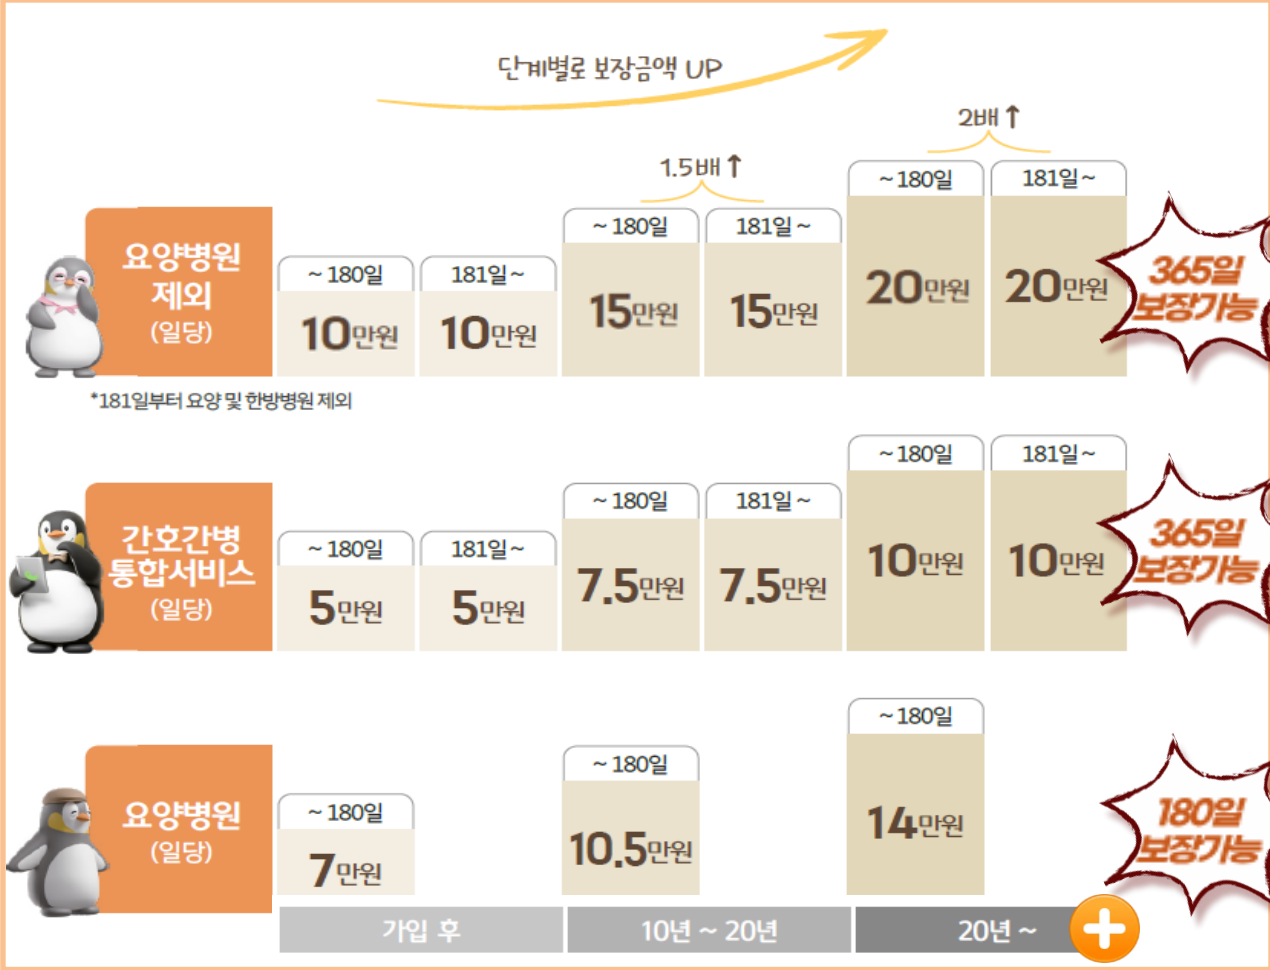 단계별로 보장금액 UP
1.5배↑
2배↑
요양병원
제외
(일당)
~180일
10만원
181일~
10만원
~180일
15만원
181일~
15만원
~180일
20만원
181일~
20만원
365일
보장가능
*181일부터 요양 및 한방병원 제외
간호간병
통합서비스
(일당)
~180일
5만원
181일~
5만원
~180일
7.5만원
181일~
7.5만원
~180일
10만원
181일~
10만원
365일
보장가능
요양병원
(일당)
~180일
7만원
~180일
10.5만원
~180일
14만원
180일
보장가능
가입 후
10년 ~ 20년
20년 ~
+